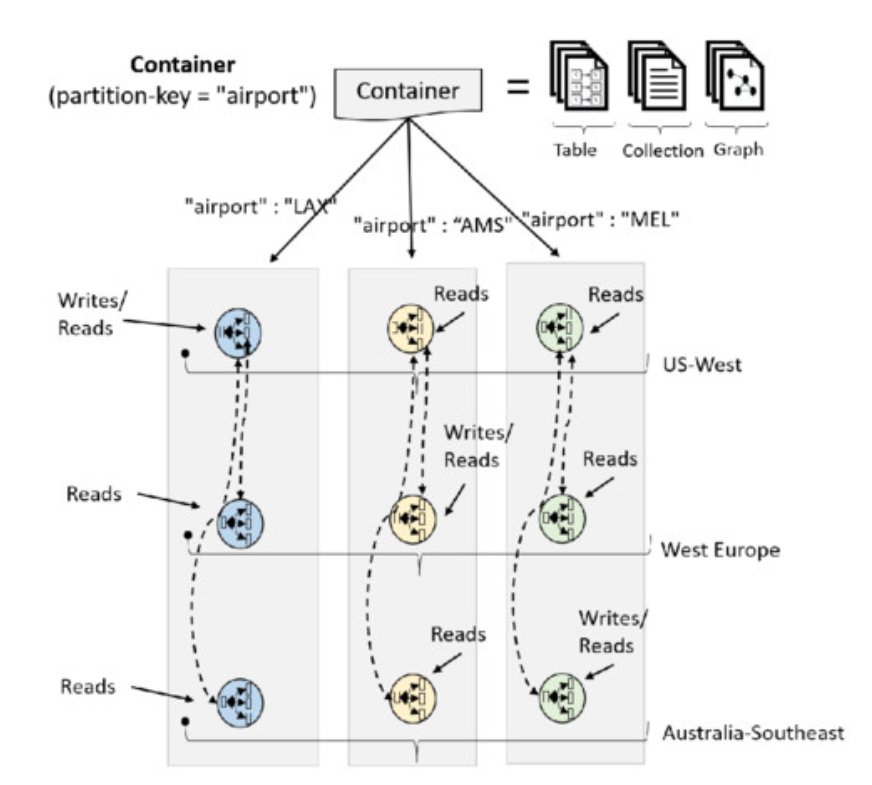 Container
(partition-key = "airport")
Container
=
Table
Collection
Graph
"airport" : "LAX"
"airport" : “AMS"
"airport" : "MEL"
Writes/
Reads
Reads
Reads
US-West
Reads
Writes/
Reads
Reads
West Europe
Reads
Reads
Writes/
Reads
Australia-Southeast